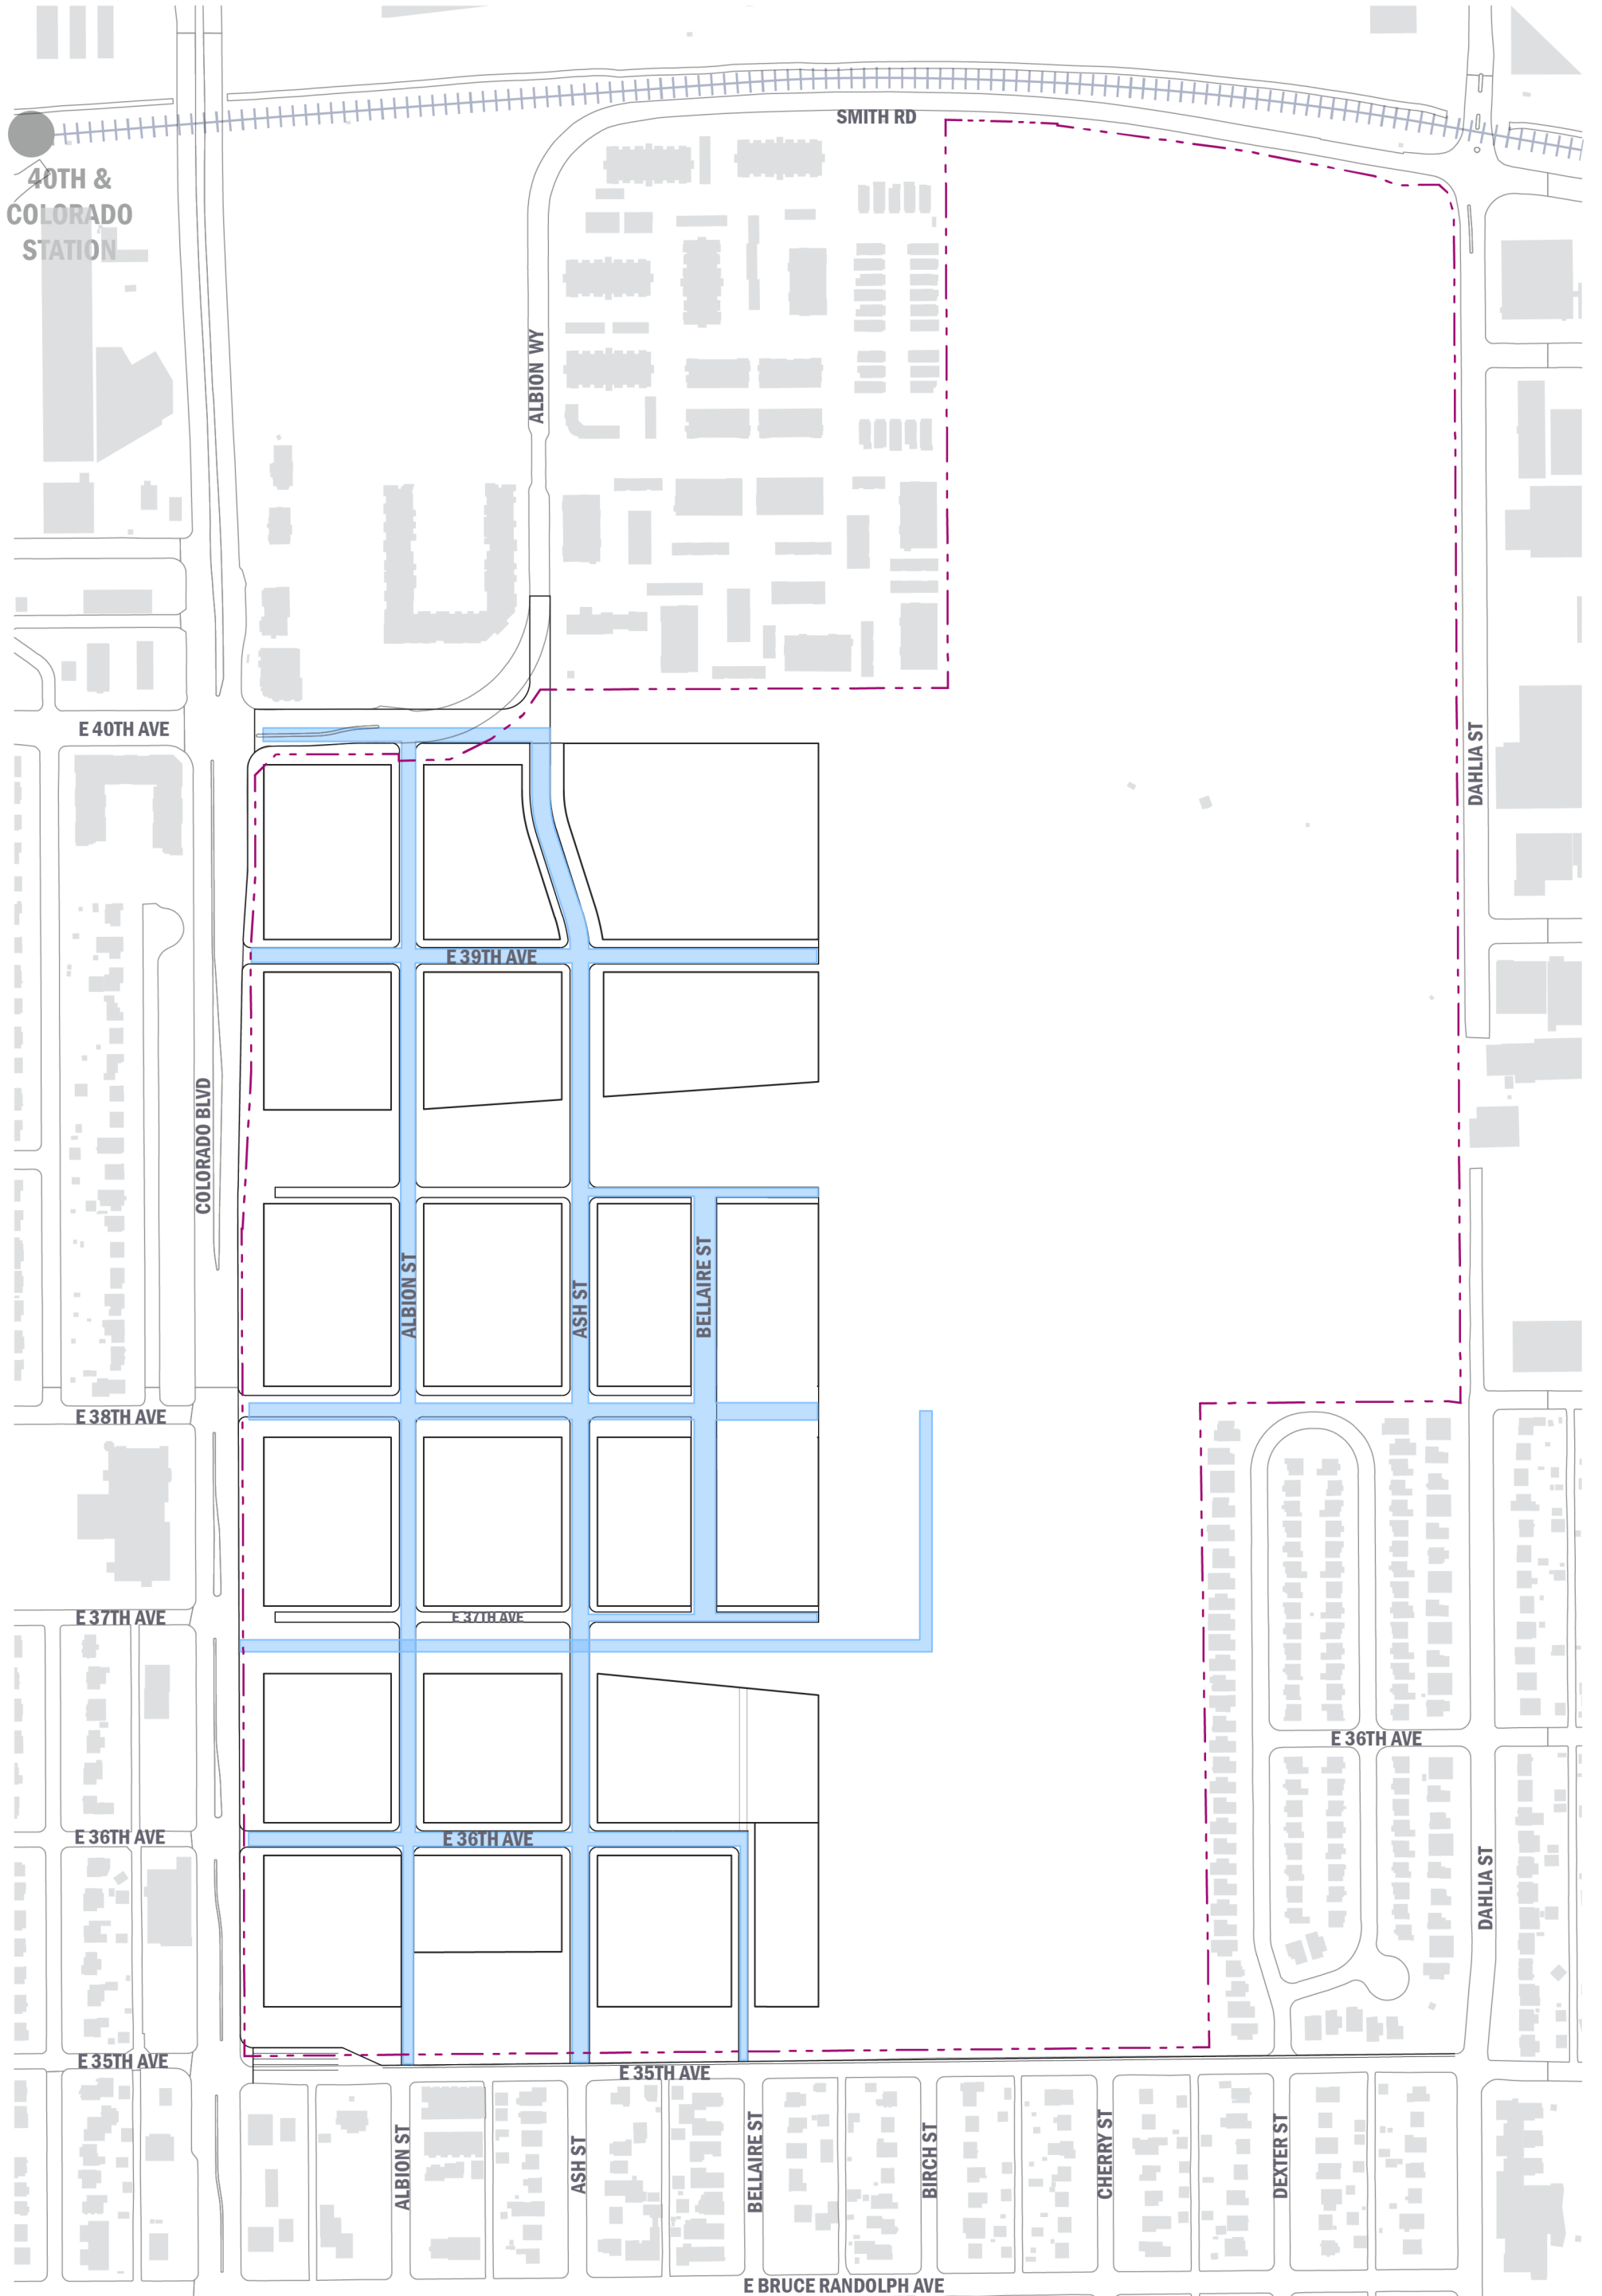 SMITH RD
40TH &
COLORADO
STATION
ALBION WY
E 40TH AVE
DAHLIA ST
E 39TH AVE
COLORADO BLVD
ALBION ST
ASH ST
BELLAIRE ST
E 38TH AVE
E 37TH AVE
E 37TH AVE
E 36TH AVE
E 36TH AVE
E 36TH AVE
DAHLIA ST
E 35TH AVE
E 35TH AVE
ALBION ST
ASH ST
BELLAIRE ST
BIRCH ST
CHERRY ST
DEXTER ST
E BRUCE RANDOLPH AVE